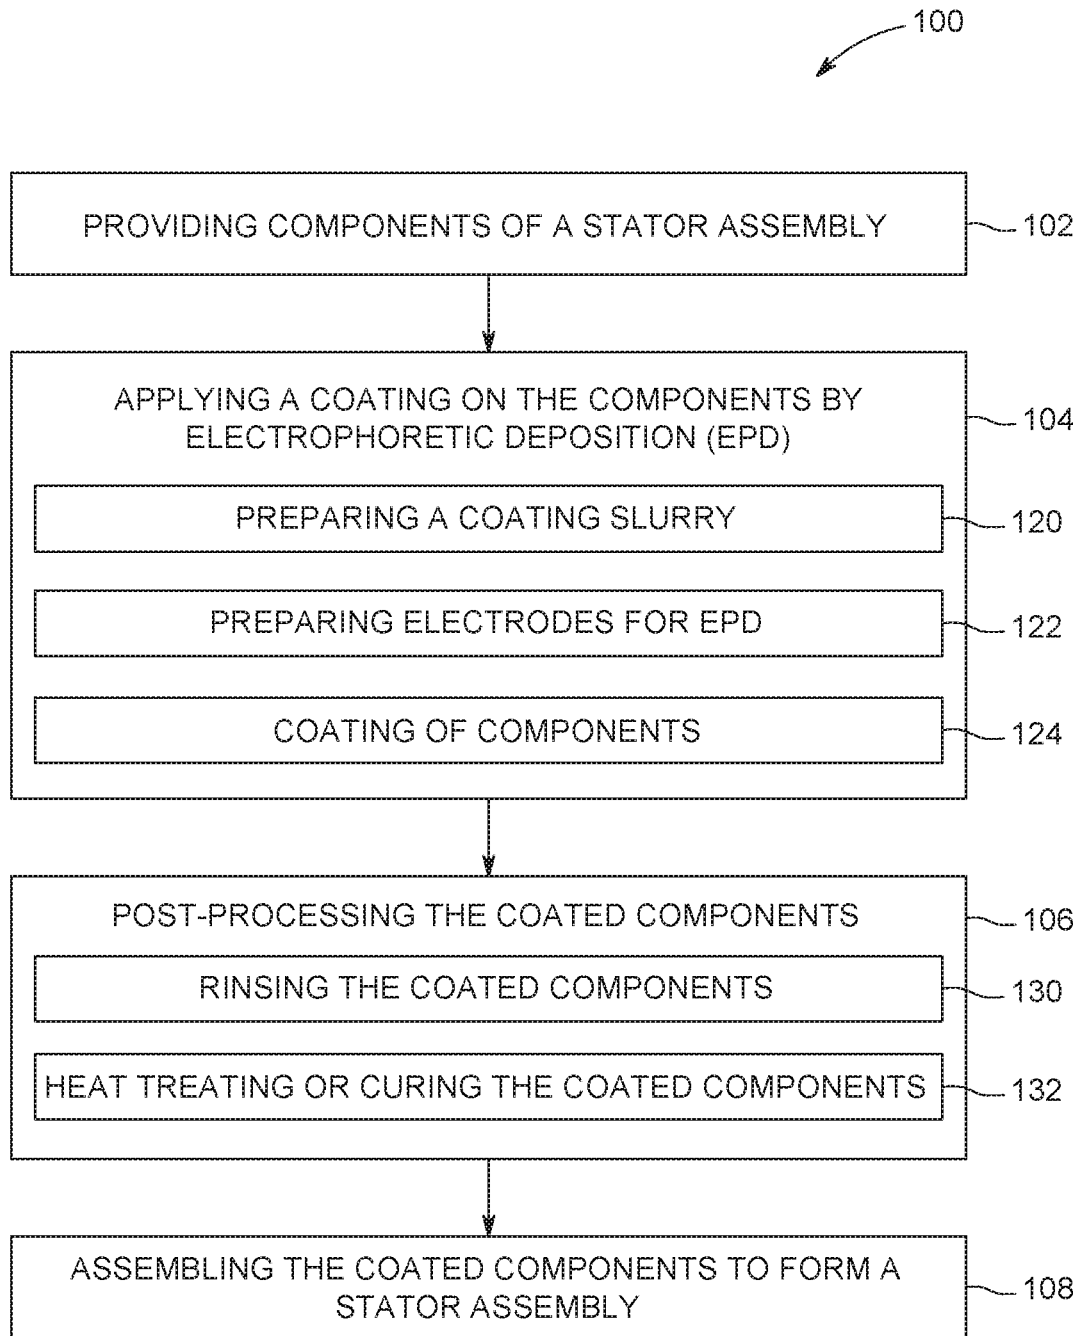 100
PROVIDING COMPONENTS OF A STATOR ASSEMBLY
102
APPLYING A COATING ON THE COMPONENTS BY
ELECTROPHORETIC DEPOSITION (EPD)
104
PREPARING A COATING SLURRY
120
PREPARING ELECTRODES FOR EPD
122
COATING OF COMPONENTS
124
POST-PROCESSING THE COATED COMPONENTS
106
RINSING THE COATED COMPONENTS
130
HEAT TREATING OR CURING THE COATED COMPONENTS
132
ASSEMBLING THE COATED COMPONENTS TO FORM A
STATOR ASSEMBLY
108